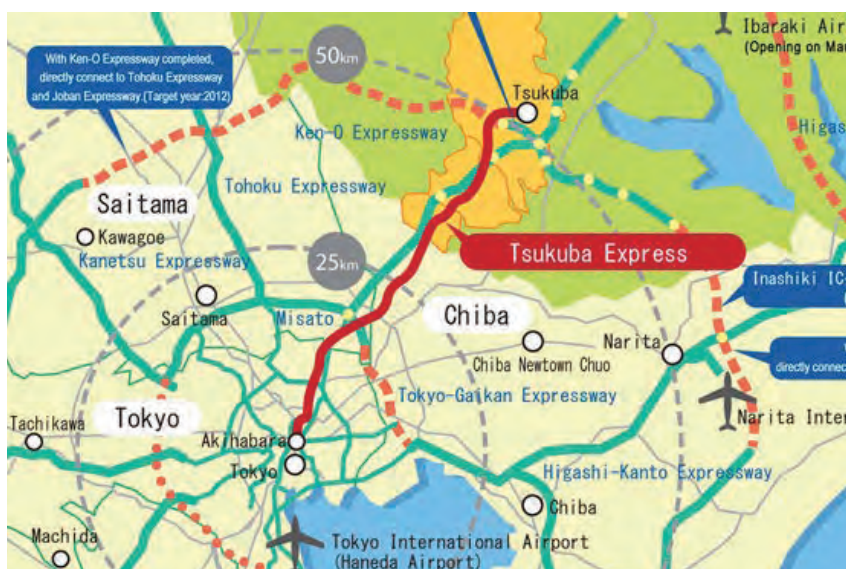 Ibaraki Air
(Opening on Ma
With Ken-O Expressway completed,
directly connect to Tohoku Expressway
and Joban Expressway.(Target year:2012)
50km
Tsukuba
Ken-O Expressway
Higas
Tohoku Expressway
Saitama
Kawagoe
Kanetsu Expressway
25km
Tsukuba Express
Inashiki IC-
Saitama
Misato
Chiba
Narita
Chiba Newtown Chuo
directly connec
Tokyo-Gaikan Expressway
Tokyo
Tachikawa
Akihabara
Narita Inter
Tokyo
Higashi-Kanto Expressway
Chiba
Machida
Tokyo International Airport
(Haneda Airport)